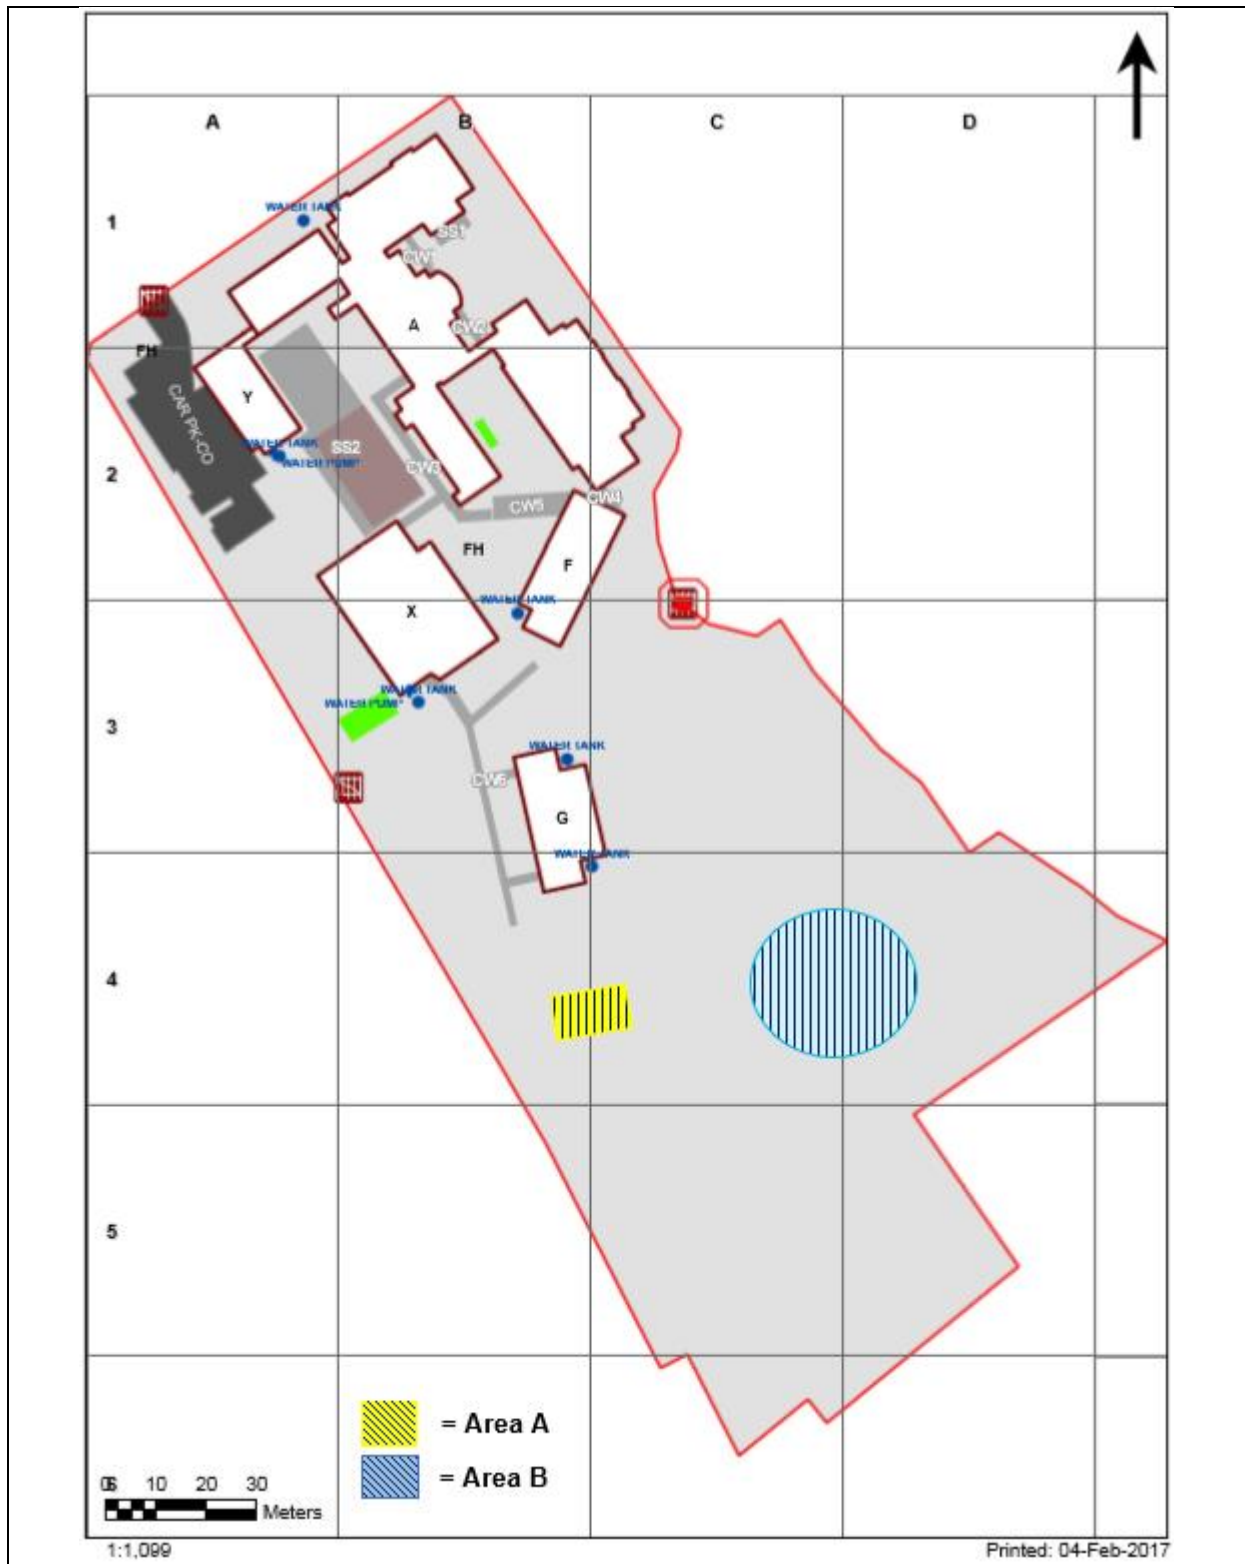 A B C D
1
WATER TANK
SS1
CW1
A
CW2
FH
Y
CAR PK-CO
WATER TANK
SS2
WATER PUMP
CW3
2
CW4
CW5
FH
F
WATER TANK
X
WATER TANK
WATER PUMP
3
WATER TANK
CW6
G
WATER TANK
4
5
= Area A
= Area B
10 20 30
Meters
1:1,099
Printed: 04-Feb-2017